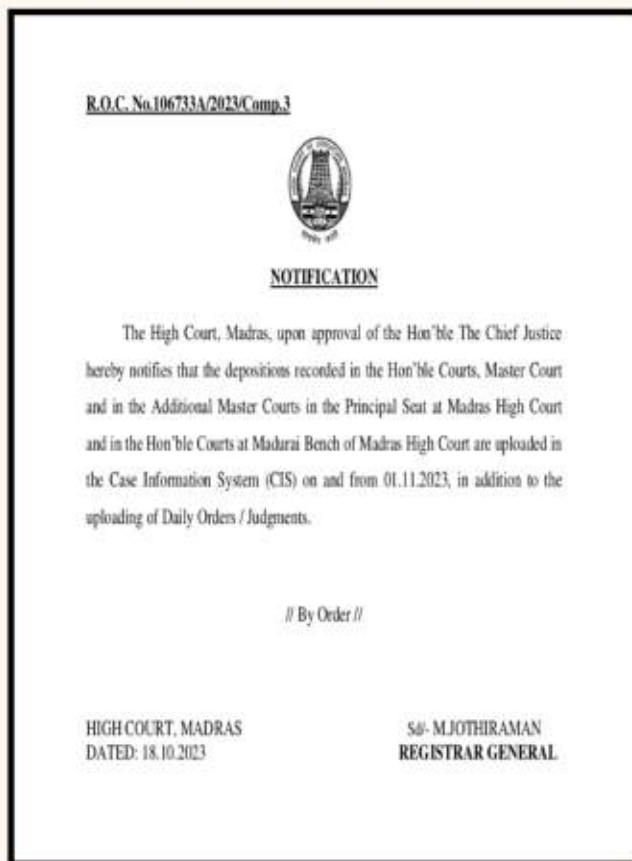 R.O.C. No.106733A/2023/Comp.3
NOTIFICATION
The High Court, Madras, upon approval of the Hon'ble The Chief Justice
hereby notifies that the depositions recorded in the Hon'ble Courts, Master Court
and in the Additional Master Courts in the Principal Seat at Madras High Court
and in the Hon'ble Courts at Madurai Bench of Madras High Court are uploaded in
the Case Information System (CIS) on and from 01.11.2023, in addition to the
uploading of Daily Orders / Judgments.
// By Order //
HIGH COURT, MADRAS
DATED: 18.10.2023
Sd/- M.JOTHIRAMAN
REGISTRAR GENERAL